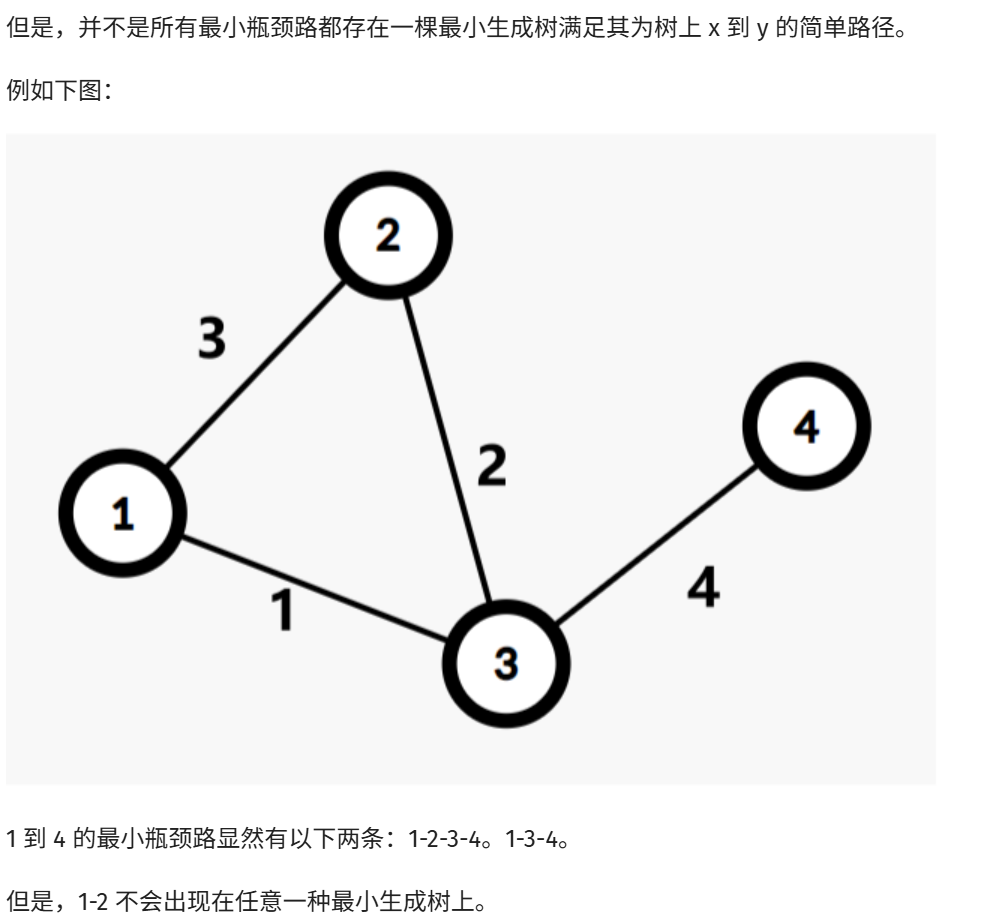 但是，并不是所有最小瓶颈路都存在一棵最小生成树满足其为树上 x 到 y 的简单路径。
例如下图：
2
3
4
2
1
4
1
3
1 到 4 的最小瓶颈路显然有以下两条：1-2-3-4。1-3-4。
但是，1-2 不会出现在任意一种最小生成树上。